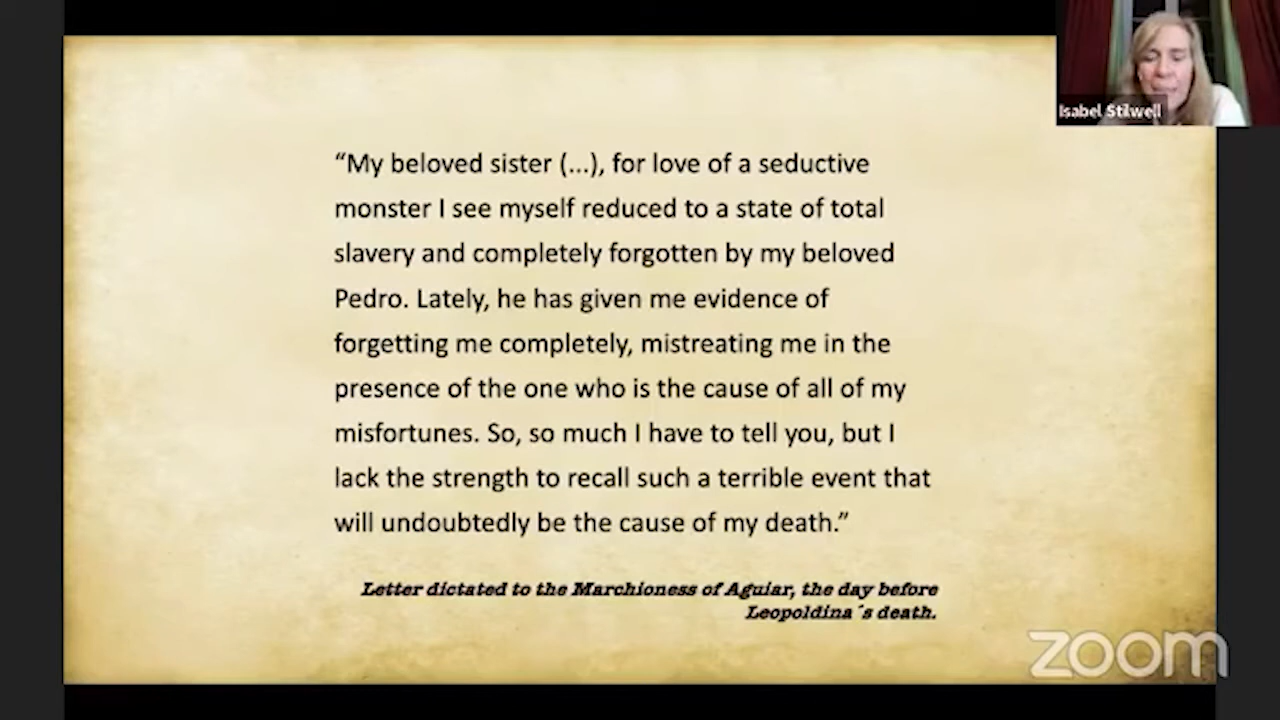 Isabel Stilwell
“My beloved sister (...), for love of a seductive
monster I see myself reduced to a state of total
slavery and completely forgotten by my beloved
Pedro. Lately, he has given me evidence of
forgetting me completely, mistreating me in the
presence of the one who is the cause of all of my
misfortunes. So, so much I have to tell you, but I
lack the strength to recall such a terrible event that
will undoubtedly be the cause of my death.”
Letter dictated to the Marchioness of Aguiar, the day before
Leopoldina´s death.
zoom